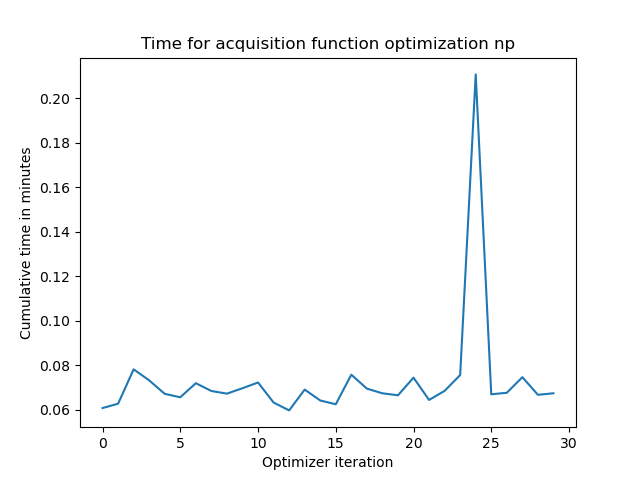 Time for acquisition function optimization np
Cumulative time in minutes
0.20
0.18
0.16
0.14
0.12
0.10
0.08
0.06
0 5 10 15 20 25 30
Optimizer iteration